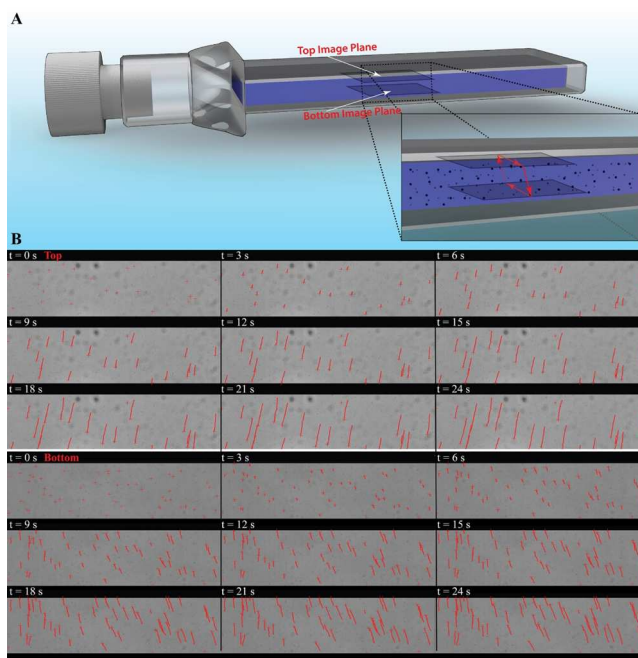 A
Top Image Plane
Bottom Image Plane
B
t = 0 s Top
t = 3 s
t = 6 s
t = 9 s
t = 12 s
t = 15 s
t = 18 s
t = 21 s
t = 24 s
t = 0 s Bottom
t = 3 s
t = 6 s
t = 9 s
t = 12 s
t = 15 s
t = 18 s
t = 21 s
t = 24 s